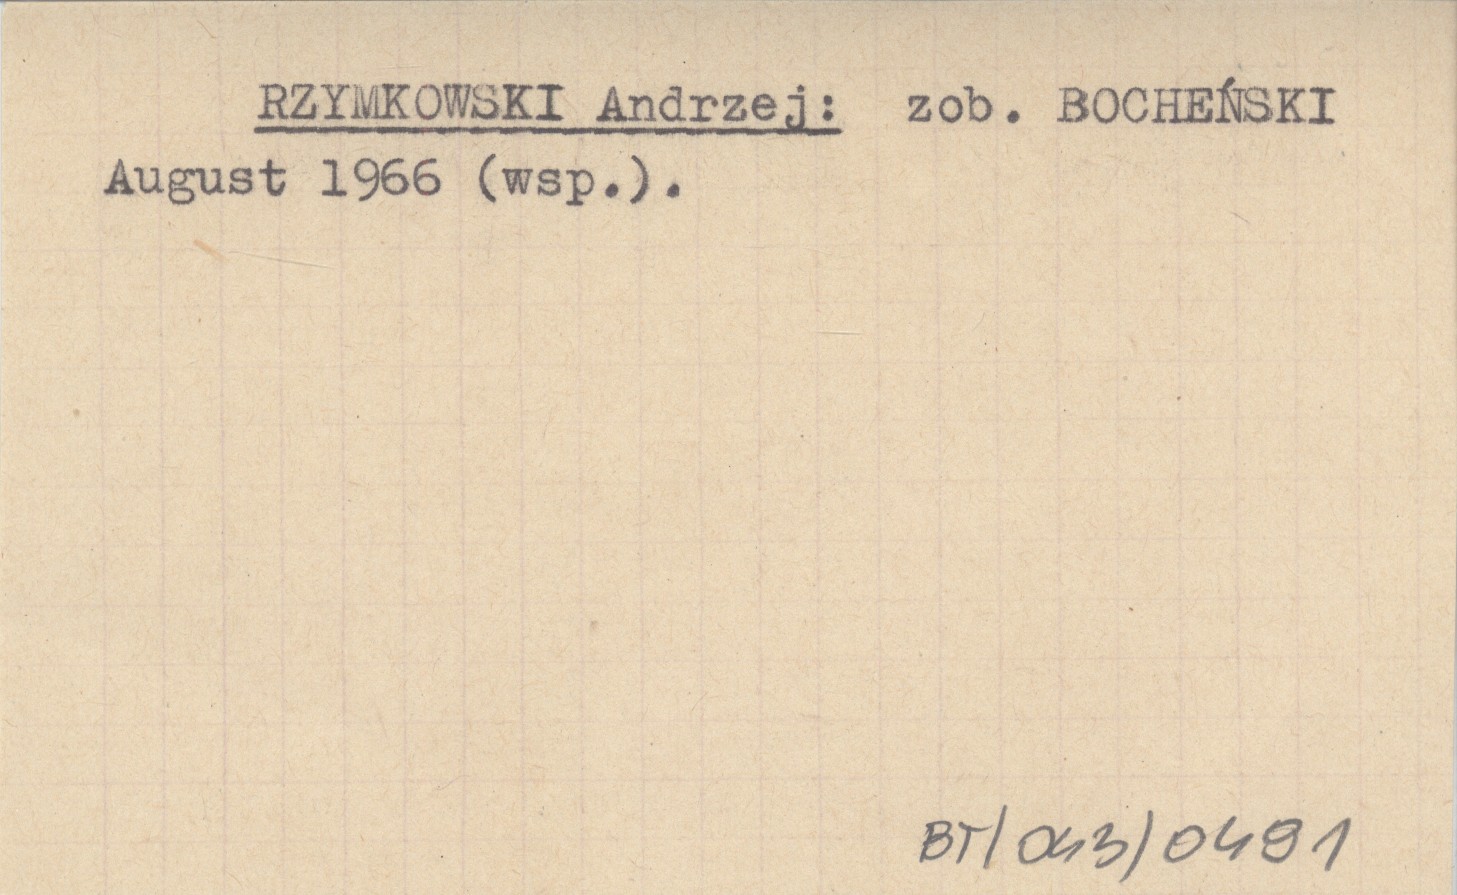 RZYMKOWSKI Andrzej: zob. BOCHEŃSKI
August 1966 (wsp.).
BT/043/0491